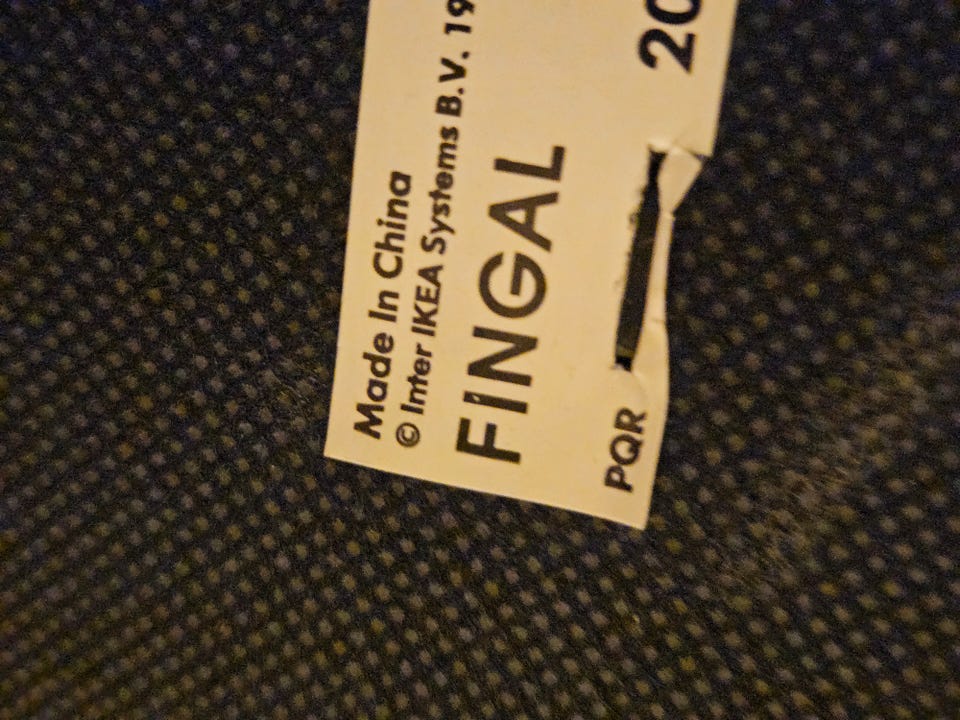 Made In China
© Inter IKEA Systems B.V. 19
FINGAL
PQR 20